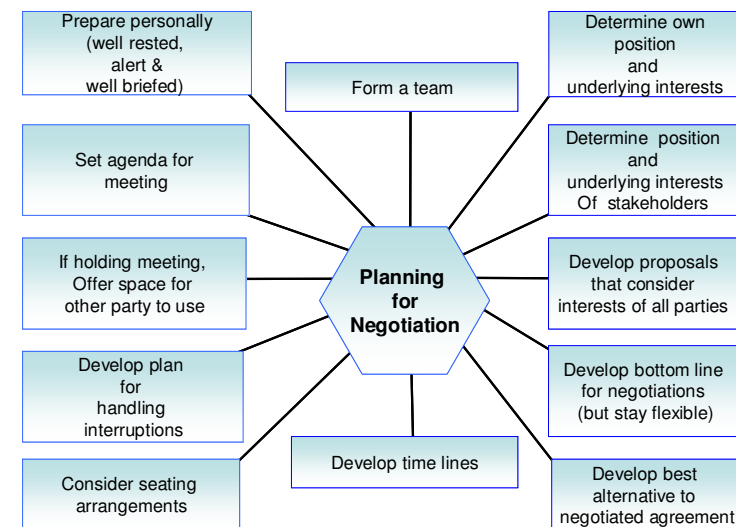 Prepare personally
(well rested,
alert &
well briefed)
Form a team
Determine own
position
and
underlying interests
Set agenda for
meeting
Determine position
and
underlying interests
Of stakeholders
If holding meeting,
Offer space for
other party to use
Planning
for
Negotiation
Develop proposals
that consider
interests of all parties
Develop plan
for
handling
interruptions
Develop bottom line
for negotiations
(but stay flexible)
Consider seating
arrangements
Develop time lines
Develop best
alternative to
negotiated agreement